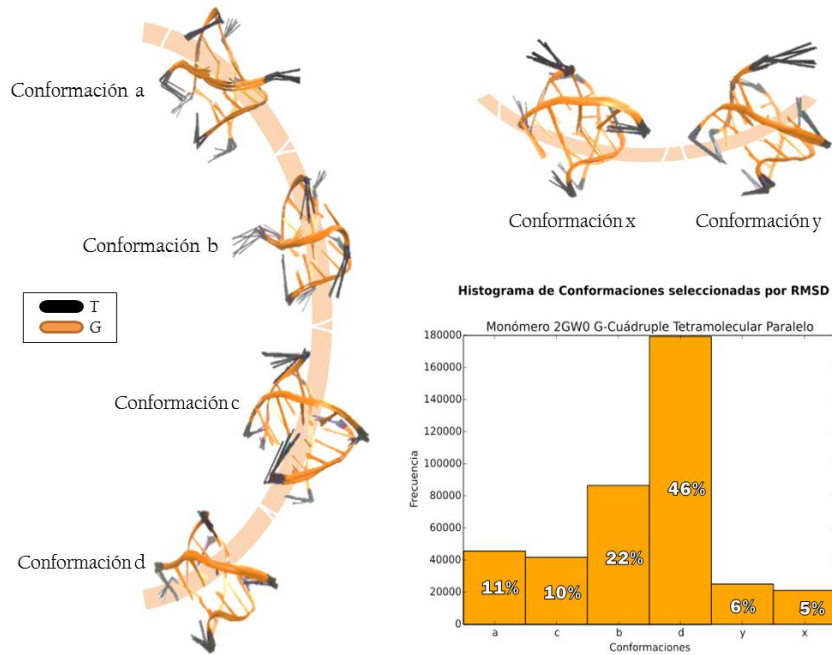 Conformación a
Conformación b
T
G
Conformación c
Conformación d
Conformación x
Conformación y
Histograma de Conformaciones seleccionadas por RMSD
Monómero 2GW0 G-Cuádruple Tetramolecular Paralelo
Frecuencia
180000
160000
140000
120000
100000
80000
60000
40000
20000
0
11%
10%
22%
46%
6%
5%
a c b d y x
Conformaciones